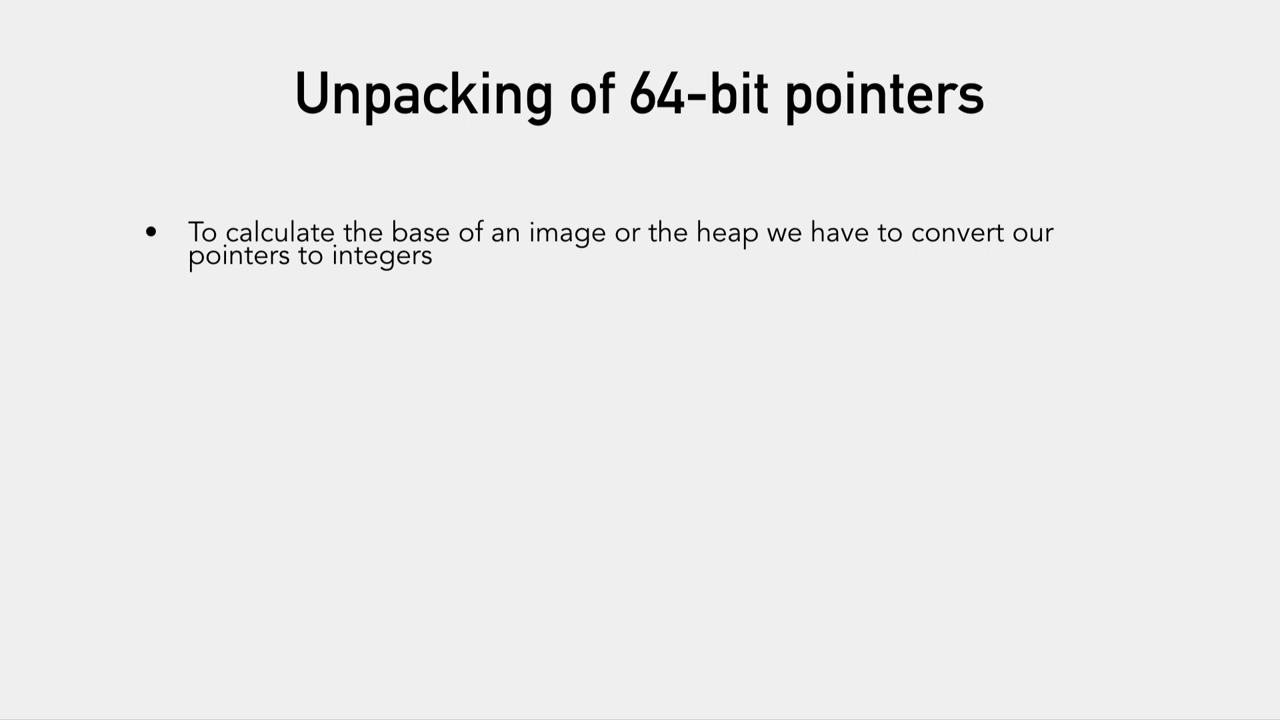 Unpacking of 64-bit pointers
• To calculate the base of an image or the heap we have to convert our
pointers to integers